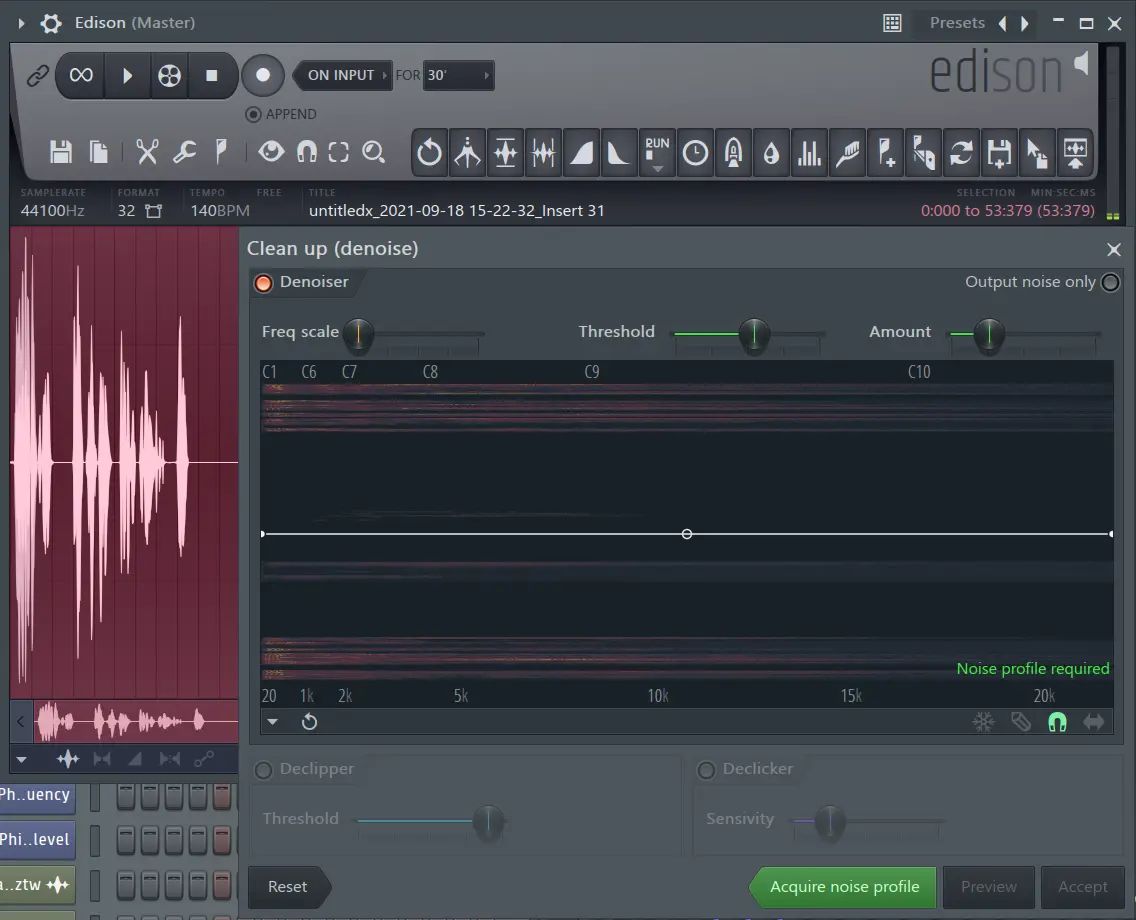 Edison (Master)
Presets
ON INPUT
FOR
30'
edison
APPEND
RUN
SAMPLERATE
FORMAT
TEMPO
FREE
TITLE
SELECTION
MIN:SEC:MS
44100Hz
32
140BPM
untitledx_2021-09-18 15-22-32_Insert 31
0:000 to 53:379 (53:379)
Clean up (denoise)
Denoiser
Output noise only
Freq scale
Threshold
Amount
C1 C6 C7 C8 C9 C10
Noise profile required
20 1k 2k 5k 10k 15k 20k
Declipper
Declicker
Threshold
Sensivity
Ph..uency
Phi..level
a..ztw
Reset
Acquire noise profile
Preview
Accept